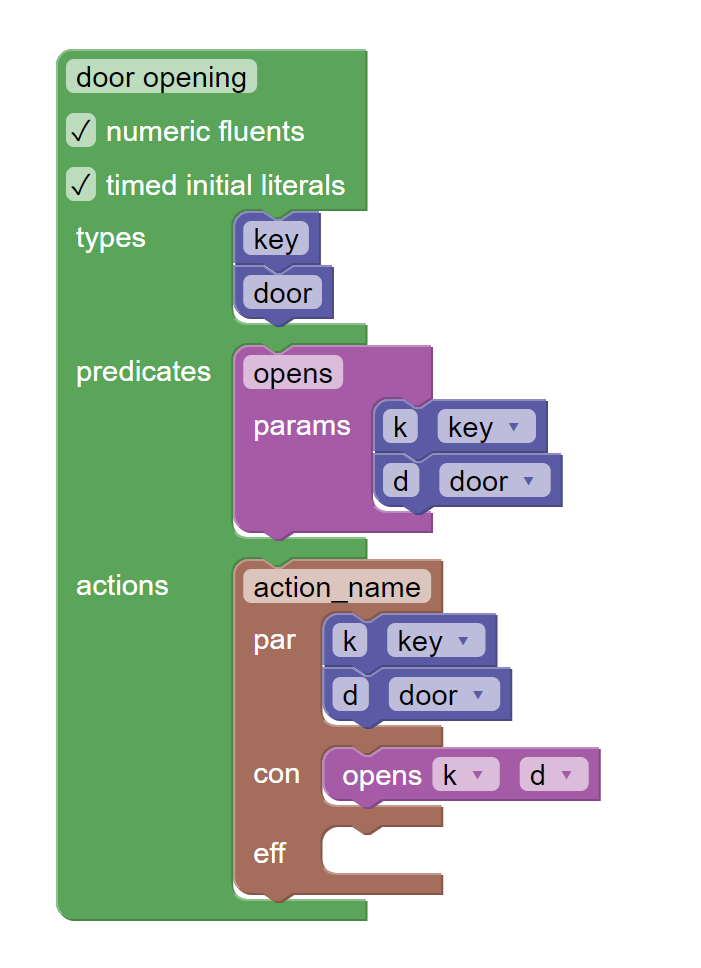 door opening
✓ numeric fluents
✓ timed initial literals
types key
door
predicates opens
params k key
d door
actions action_name
par k key
d door
con opens k d
eff